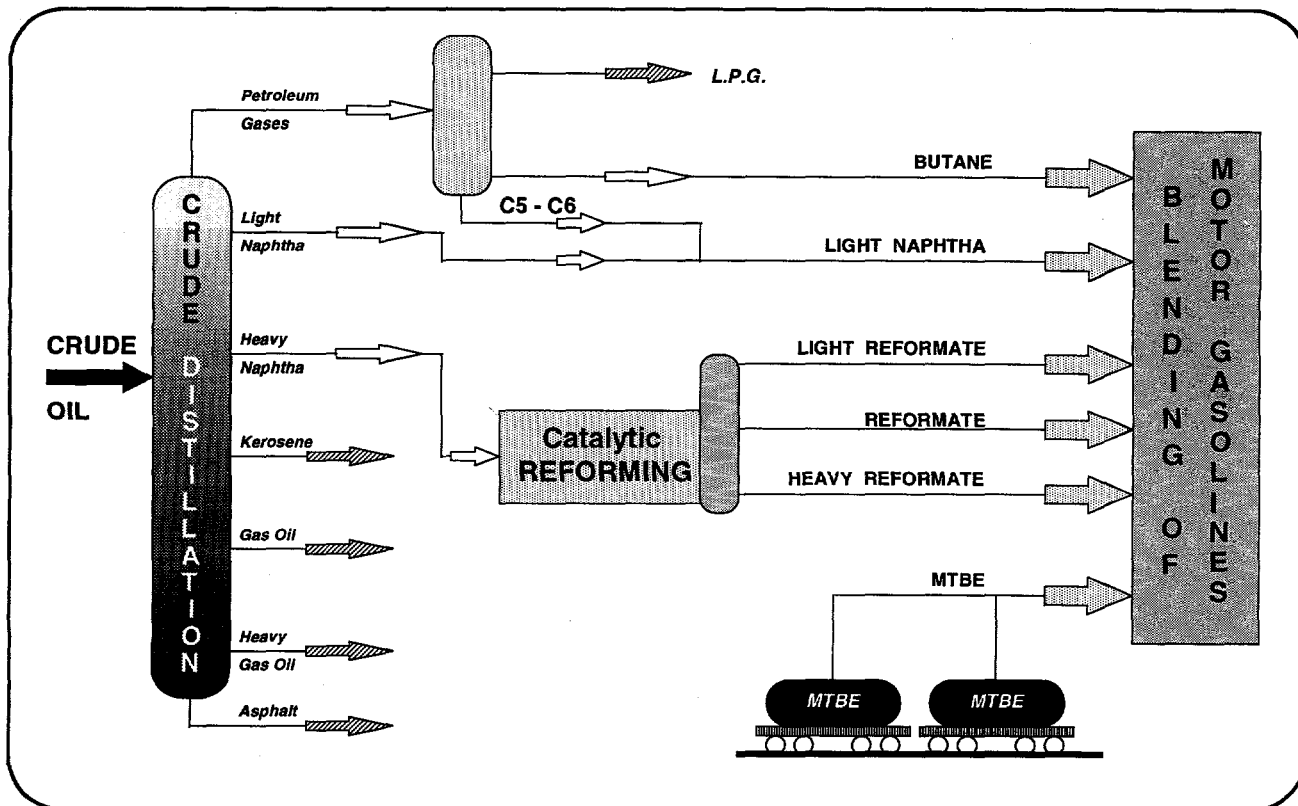 L.P.G.
Petroleum
Gases
BUTANE
C5 - C6
Light
Naphtha
LIGHT NAPHTHA
CRUDE DISTILLATION
CRUDE
OIL
Heavy
Naphtha
LIGHT REFORMATE
Catalytic
REFORMING
REFORMATE
HEAVY REFORMATE
Kerosene
Gas Oil
Heavy
Gas Oil
Asphalt
MTBE
MTBE
MTBE
BLENDING OF
MOTOR GASOLINES